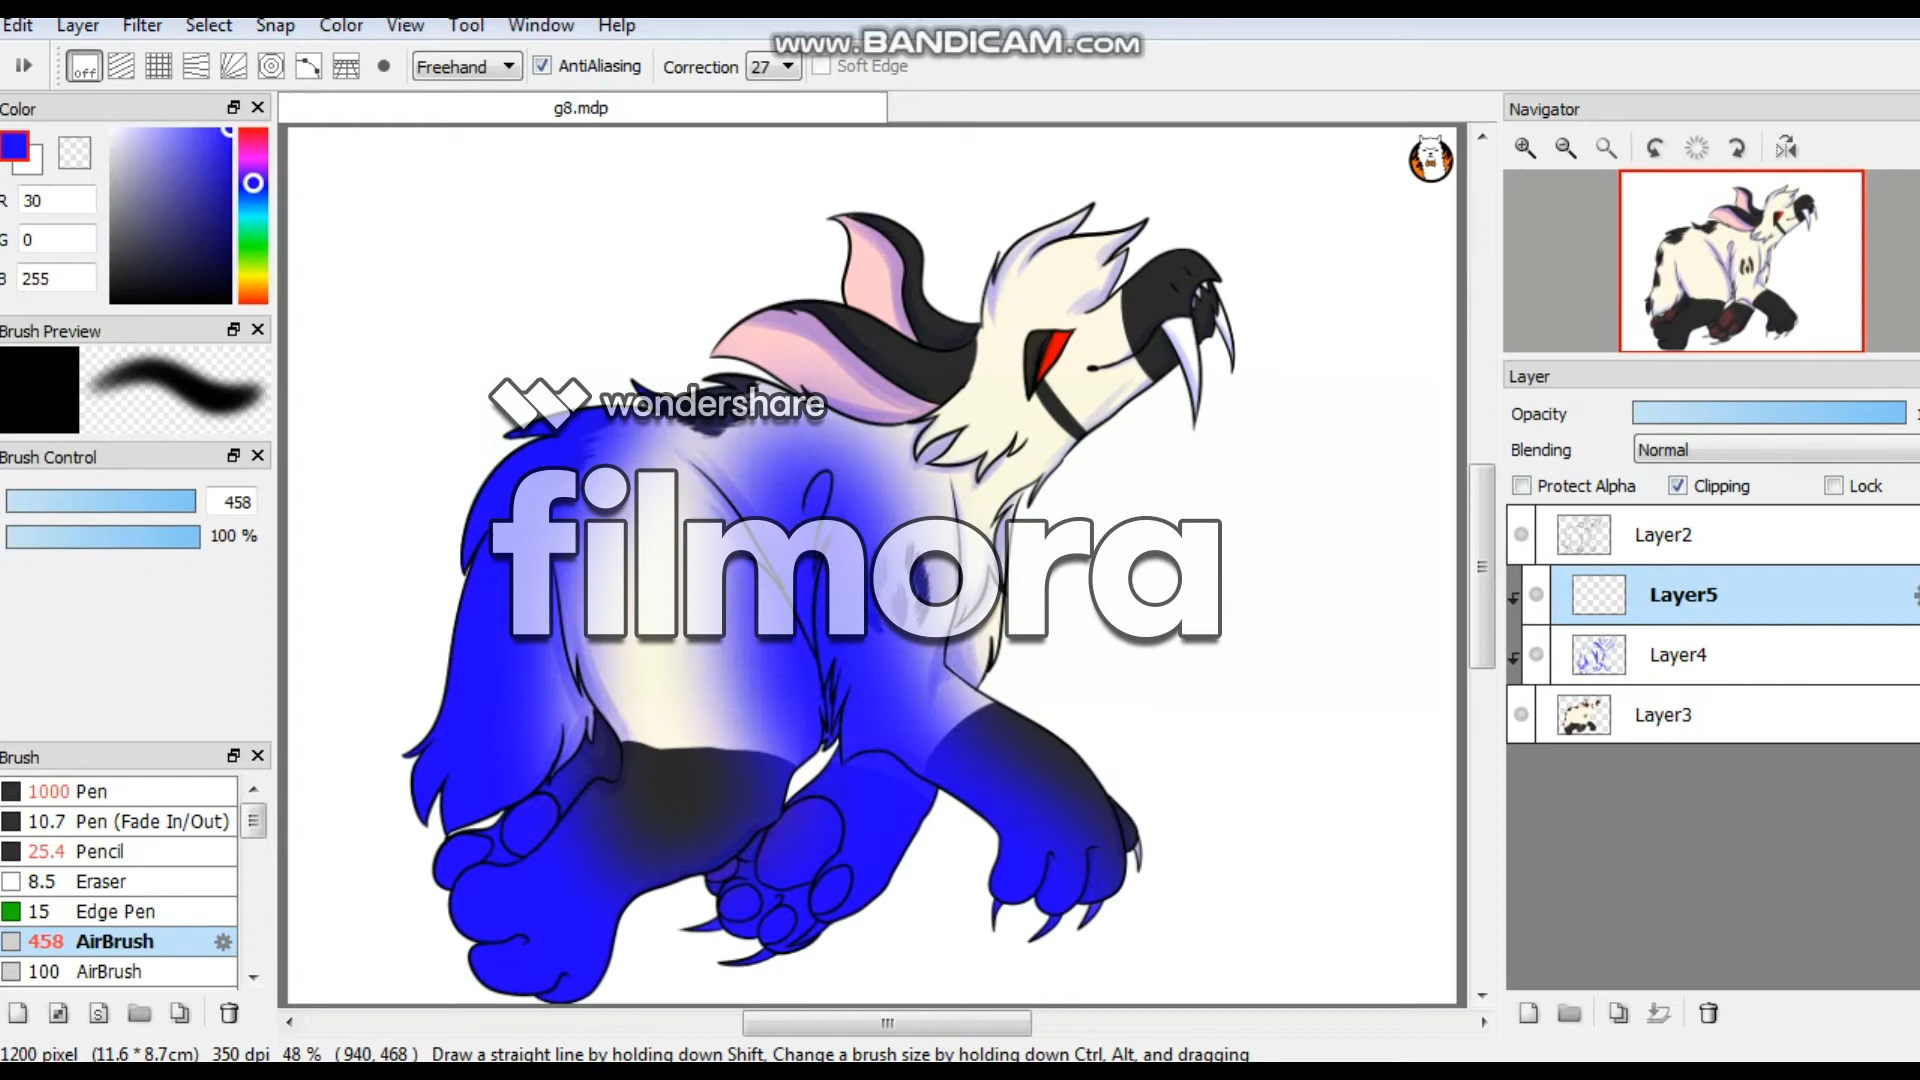 Edit Layer Filter Select Snap Color View Tool Window Help
www.BANDICAM.com
off Freehand AntiAliasing Correction 27 Soft Edge
Color
g8.mdp
Navigator
R 30
G 0
B 255
Brush Preview
Brush Control
458
100 %
Layer
Opacity
Blending Normal
Protect Alpha Clipping Lock
Layer2
Layer5
Layer4
Layer3
wondershare
filmora
Brush
1000 Pen
10.7 Pen (Fade In/Out)
25.4 Pencil
8.5 Eraser
15 Edge Pen
458 AirBrush
100 AirBrush
S
1200 pixel (11.6 * 8.7cm) 350 dpi 48 % ( 940, 468 ) Draw a straight line by holding down Shift, Change a brush size by holding down Ctrl, Alt, and dragging